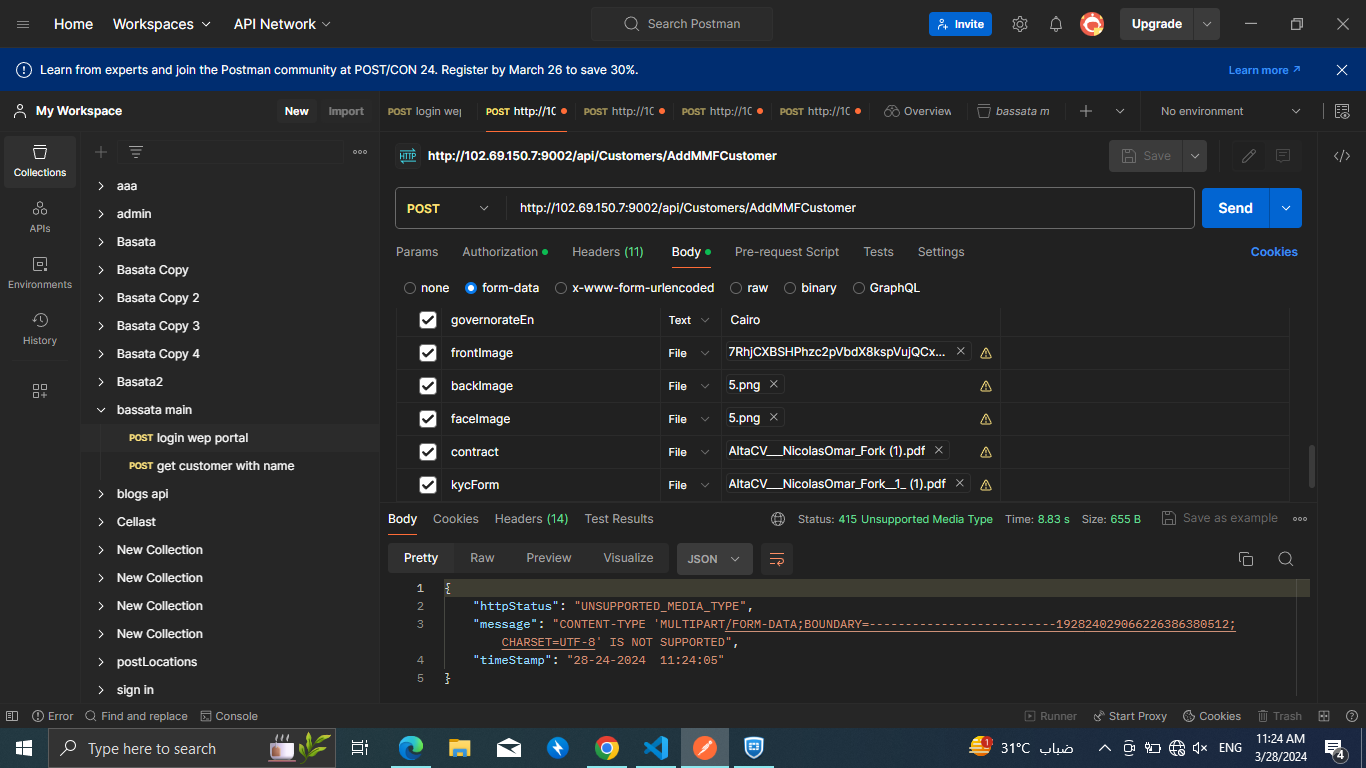 Home
Workspaces
API Network
Search Postman
Invite
Upgrade
Learn from experts and join the Postman community at POST/CON 24. Register by March 26 to save 30%.
Learn more
My Workspace
New
Import
POST login wep
POST http://10
POST http://10
POST http://10
POST http://10
Overview
bassata m
No environment
Collections
APIs
Environments
History
aaa
admin
Basata
Basata Copy
Basata Copy 2
Basata Copy 3
Basata Copy 4
Basata2
bassata main
POST login wep portal
POST get customer with name
blogs api
Cellast
New Collection
New Collection
New Collection
New Collection
postLocations
sign in
HTTP
http://102.69.150.7:9002/api/Customers/AddMMFCustomer
Save
POST
http://102.69.150.7:9002/api/Customers/AddMMFCustomer
Send
Params
Authorization
Headers (11)
Body
Pre-request Script
Tests
Settings
Cookies
none
form-data
x-www-form-urlencoded
raw
binary
GraphQL
governorateEn Text Cairo
frontImage File 7RhjCXBSHPhzc2pVbdX8kspVujQCx...
backImage File 5.png
faceImage File 5.png
contract File AltaCV___NicolasOmar_Fork (1).pdf
kycForm File AltaCV___NicolasOmar_Fork__1_ (1).pdf
Body
Cookies
Headers (14)
Test Results
Status: 415 Unsupported Media Type
Time: 8.83 s
Size: 655 B
Save as example
Pretty
Raw
Preview
Visualize
JSON
1 {
2 "httpStatus": "UNSUPPORTED_MEDIA_TYPE",
3 "message": "CONTENT-TYPE 'MULTIPART/FORM-DATA;BOUNDARY=--------------------------192824029066226386380512;
CHARSET=UTF-8' IS NOT SUPPORTED",
4 "timeStamp": "28-24-2024  11:24:05"
5 }
Error
Find and replace
Console
Runner
Start Proxy
Cookies
Trash
Type here to search
1
31°C ضباب
ENG
11:24 AM
3/28/2024
4